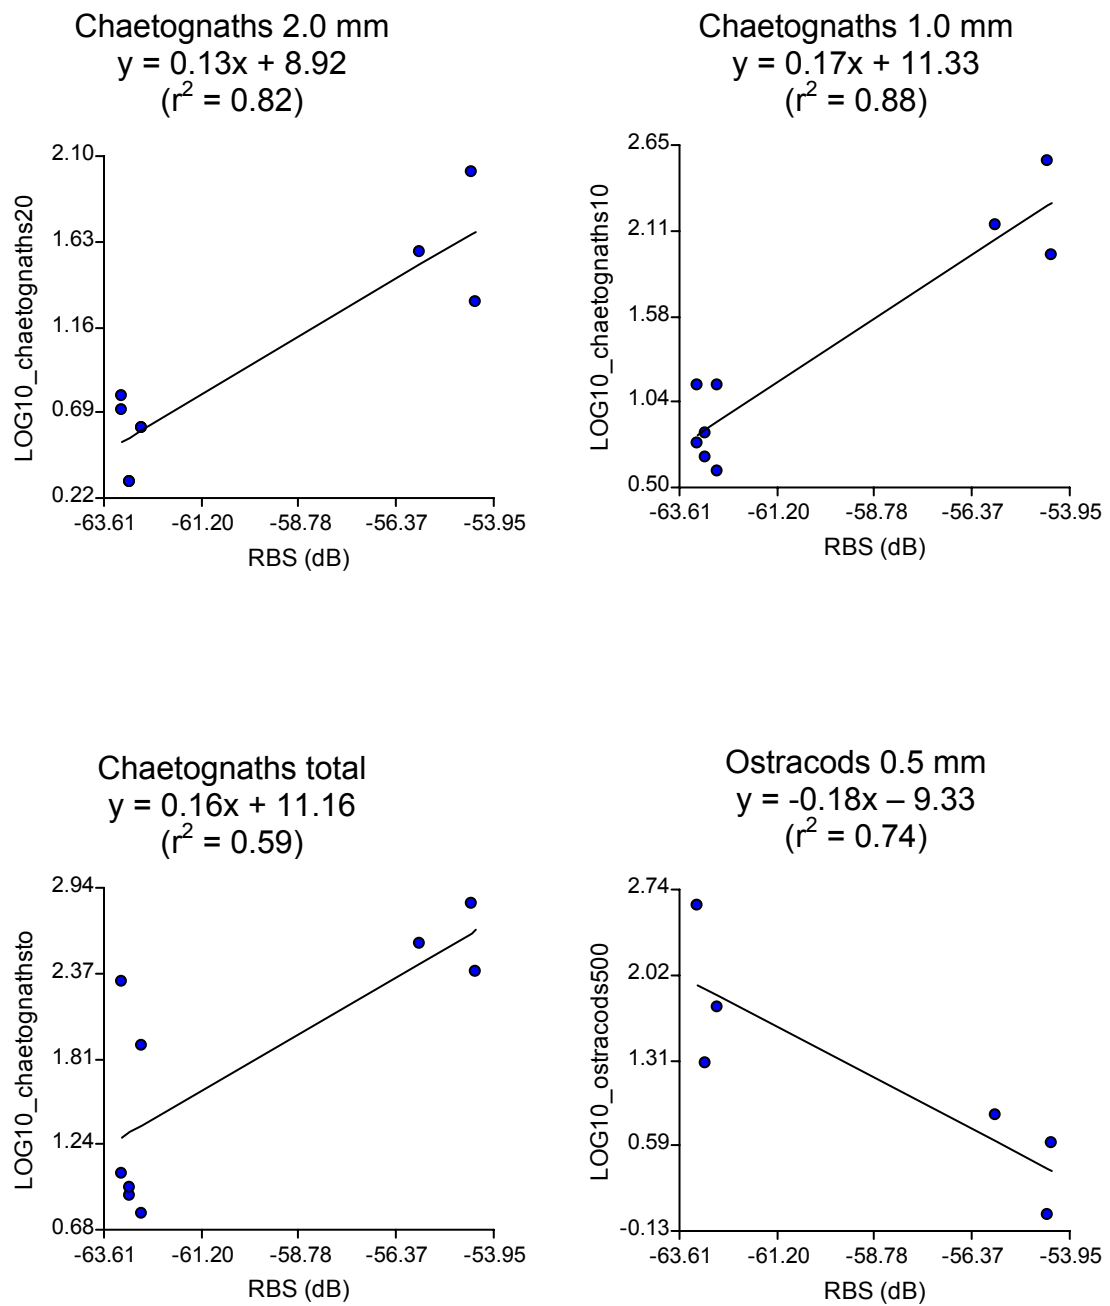 Chaetognaths 2.0 mm
y = 0.13x + 8.92
(r² = 0.82)
LOG10_chaetognaths20
2.10
1.63
1.16
0.69
0.22
-63.61 -61.20 -58.78 -56.37 -53.95
RBS (dB)
Chaetognaths 1.0 mm
y = 0.17x + 11.33
(r² = 0.88)
LOG10_chaetognaths10
2.65
2.11
1.58
1.04
0.50
-63.61 -61.20 -58.78 -56.37 -53.95
RBS (dB)
Chaetognaths total
y = 0.16x + 11.16
(r² = 0.59)
LOG10_chaetognathsto
2.94
2.37
1.81
1.24
0.68
-63.61 -61.20 -58.78 -56.37 -53.95
RBS (dB)
Ostracods 0.5 mm
y = -0.18x – 9.33
(r² = 0.74)
LOG10_ostracods500
2.74
2.02
1.31
0.59
-0.13
-63.61 -61.20 -58.78 -56.37 -53.95
RBS (dB)